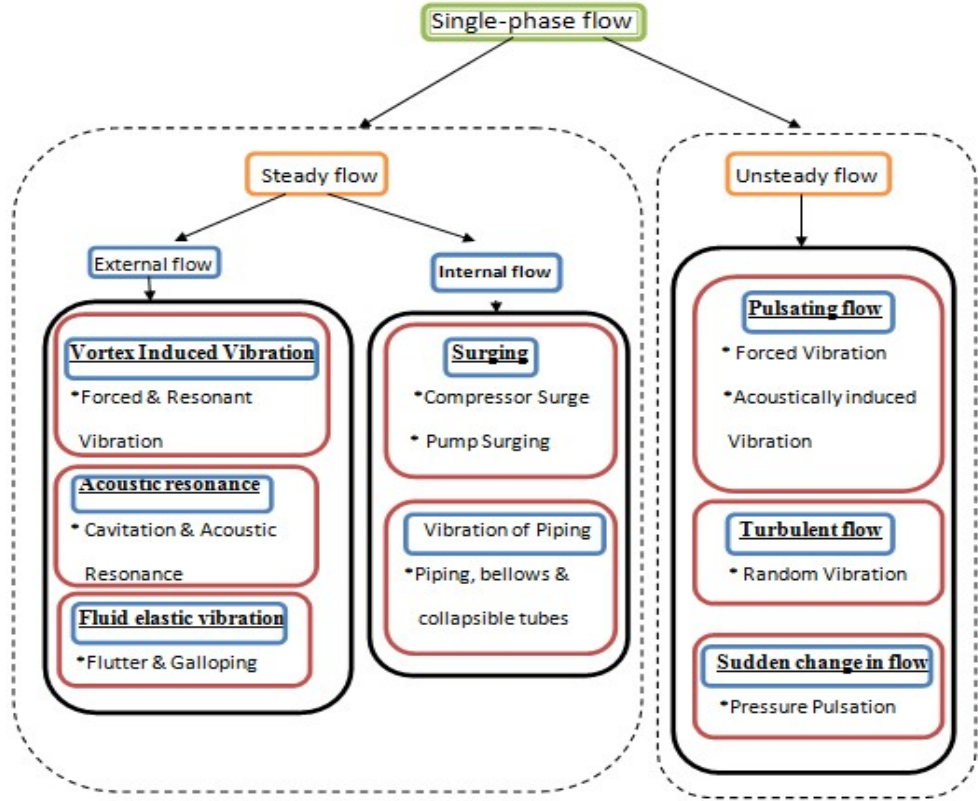 Single-phase flow
Steady flow
External flow
Vortex Induced Vibration
*Forced & Resonant
Vibration
Acoustic resonance
* Cavitation & Acoustic
Resonance
Fluid elastic vibration
*Flutter & Galloping
Internal flow
Surging
*Compressor Surge
* Pump Surging
Vibration of Piping
*Piping, bellows &
collapsible tubes
Unsteady flow
Pulsating flow
* Forced Vibration
*Acoustically induced
Vibration
Turbulent flow
* Random Vibration
Sudden change in flow
*Pressure Pulsation